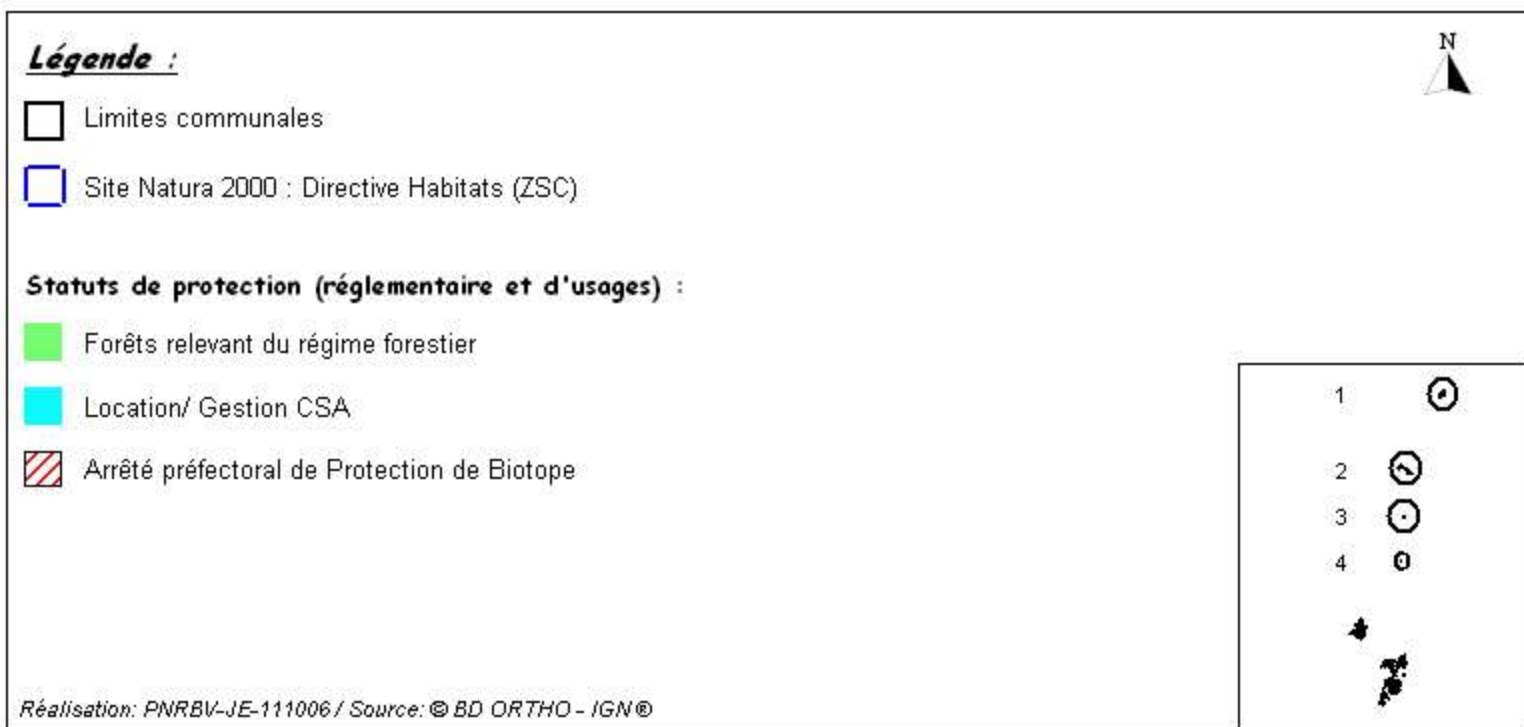 Légende :
N
Limites communales
Site Natura 2000 : Directive Habitats (ZSC)
Statuts de protection (réglementaire et d'usages) :
Forêts relevant du régime forestier
Location/ Gestion CSA
Arrêté préfectoral de Protection de Biotope
1
2
3
4
Réalisation: PNRBV-JE-111006 / Source: © BD ORTHO - IGN®